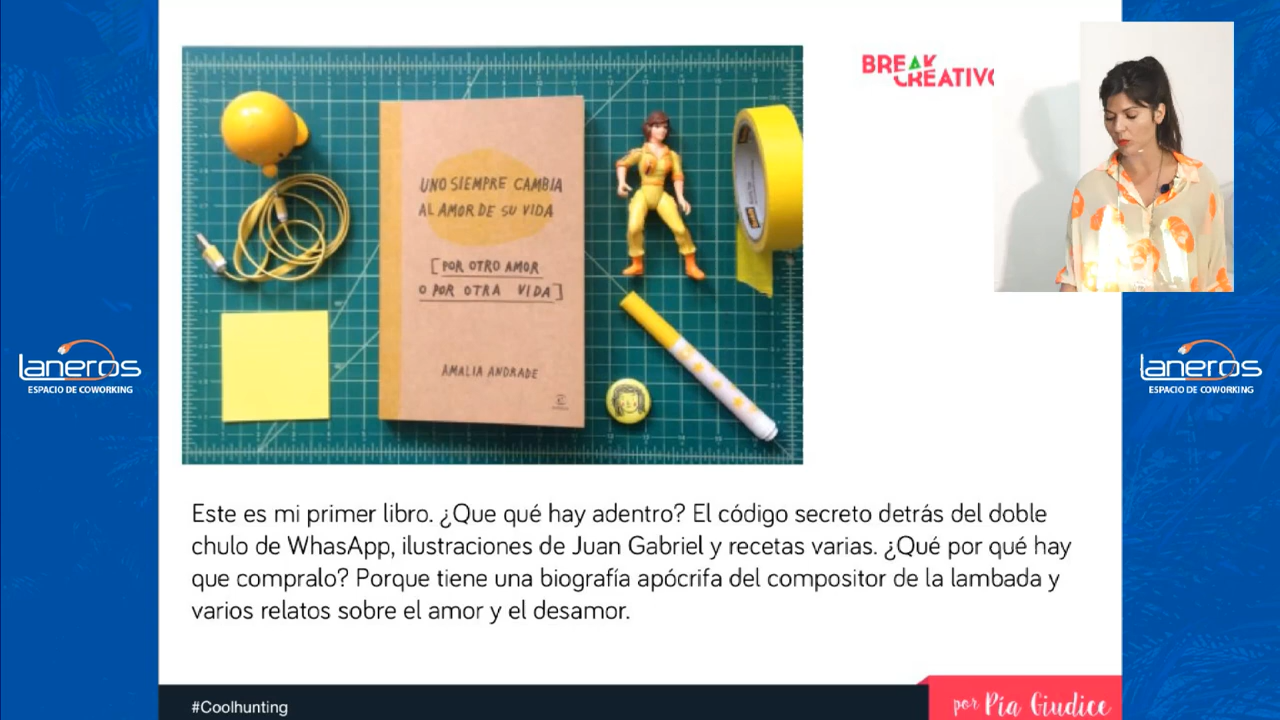 BREAK
CREATIVO
UNO SIEMPRE CAMBIA
AL AMOR DE SU VIDA
[POR OTRO AMOR
O POR OTRA VIDA]
AMALIA ANDRADE
laneros
ESPACIO DE COWORKING
laneros
ESPACIO DE COWORKING
Este es mi primer libro. ¿Que qué hay adentro? El código secreto detrás del doble
chulo de WhasApp, ilustraciones de Juan Gabriel y recetas varias. ¿Qué por qué hay
que compralo? Porque tiene una biografía apócrifa del compositor de la lambada y
varios relatos sobre el amor y el desamor.
#Coolhunting
por Pía Giudice